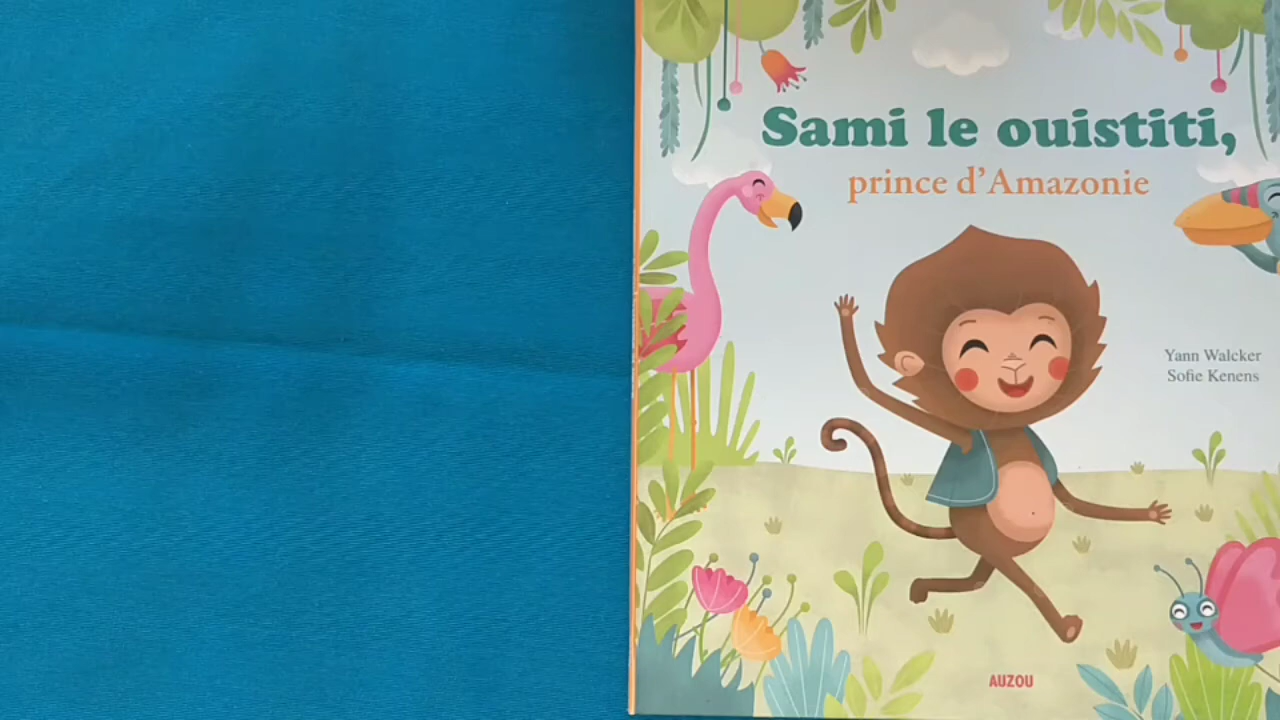 Sami le ouistiti,
prince d'Amazonie
Yann Walcker
Sofie Kenens
AUZOU